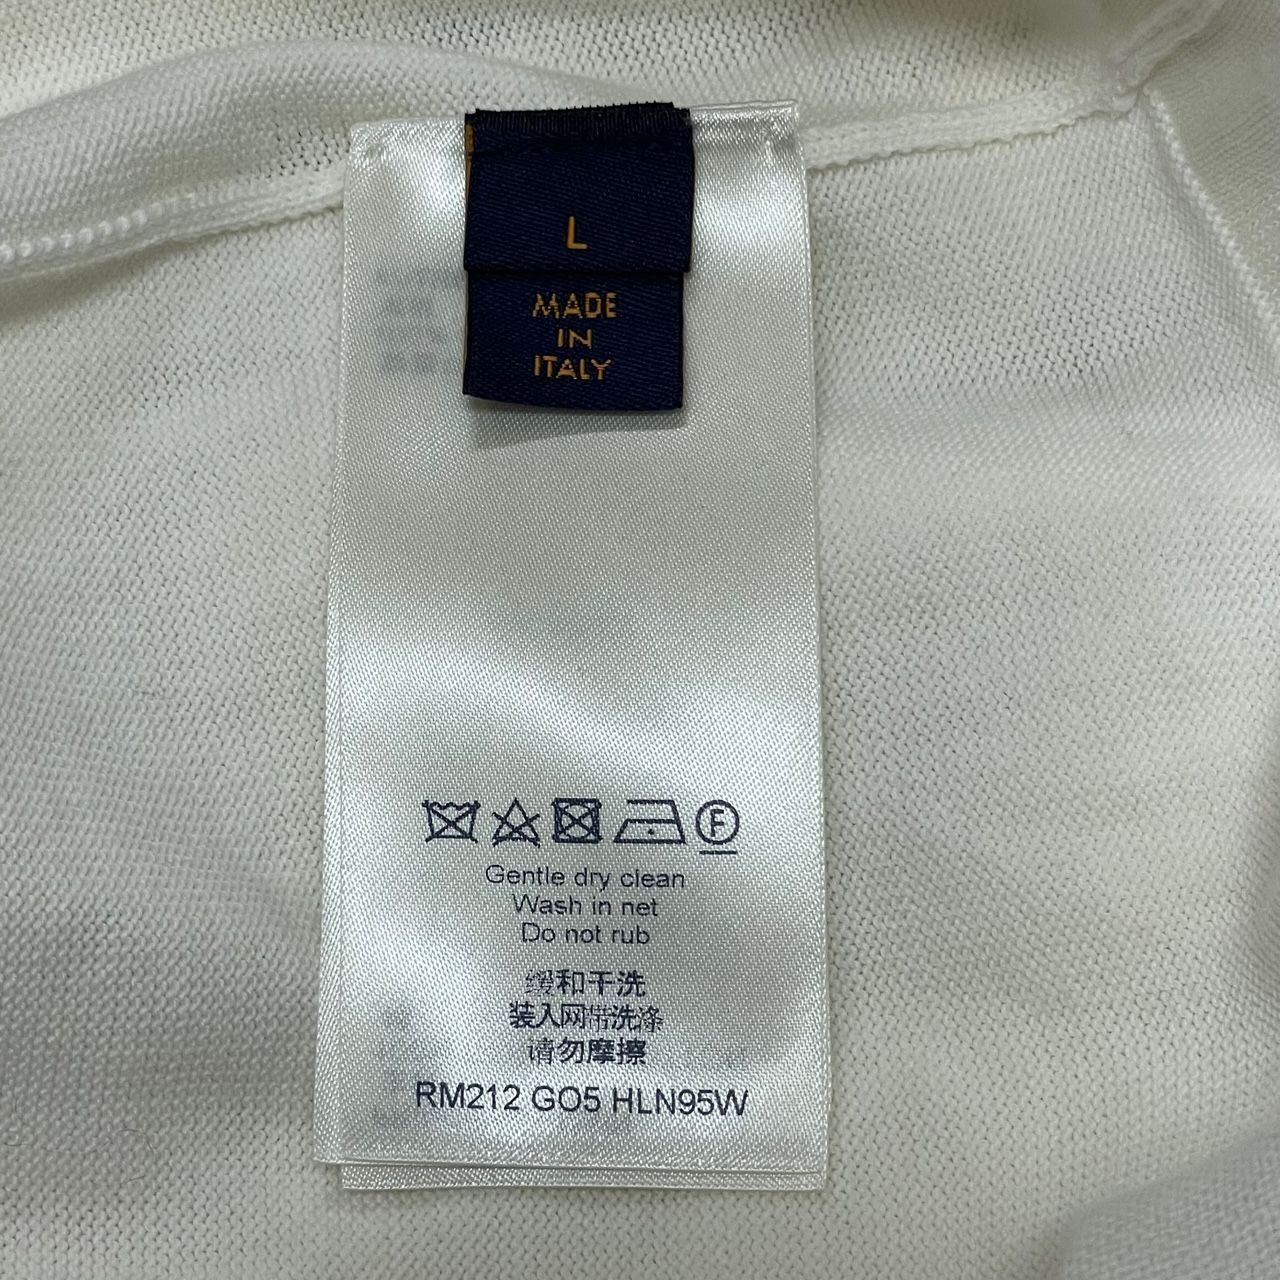 L
MADE
IN
ITALY
F
Gentle dry clean
Wash in net
Do not rub
缓和干洗
装入网带洗涤
请勿摩擦
RM212 GO5 HLN95W